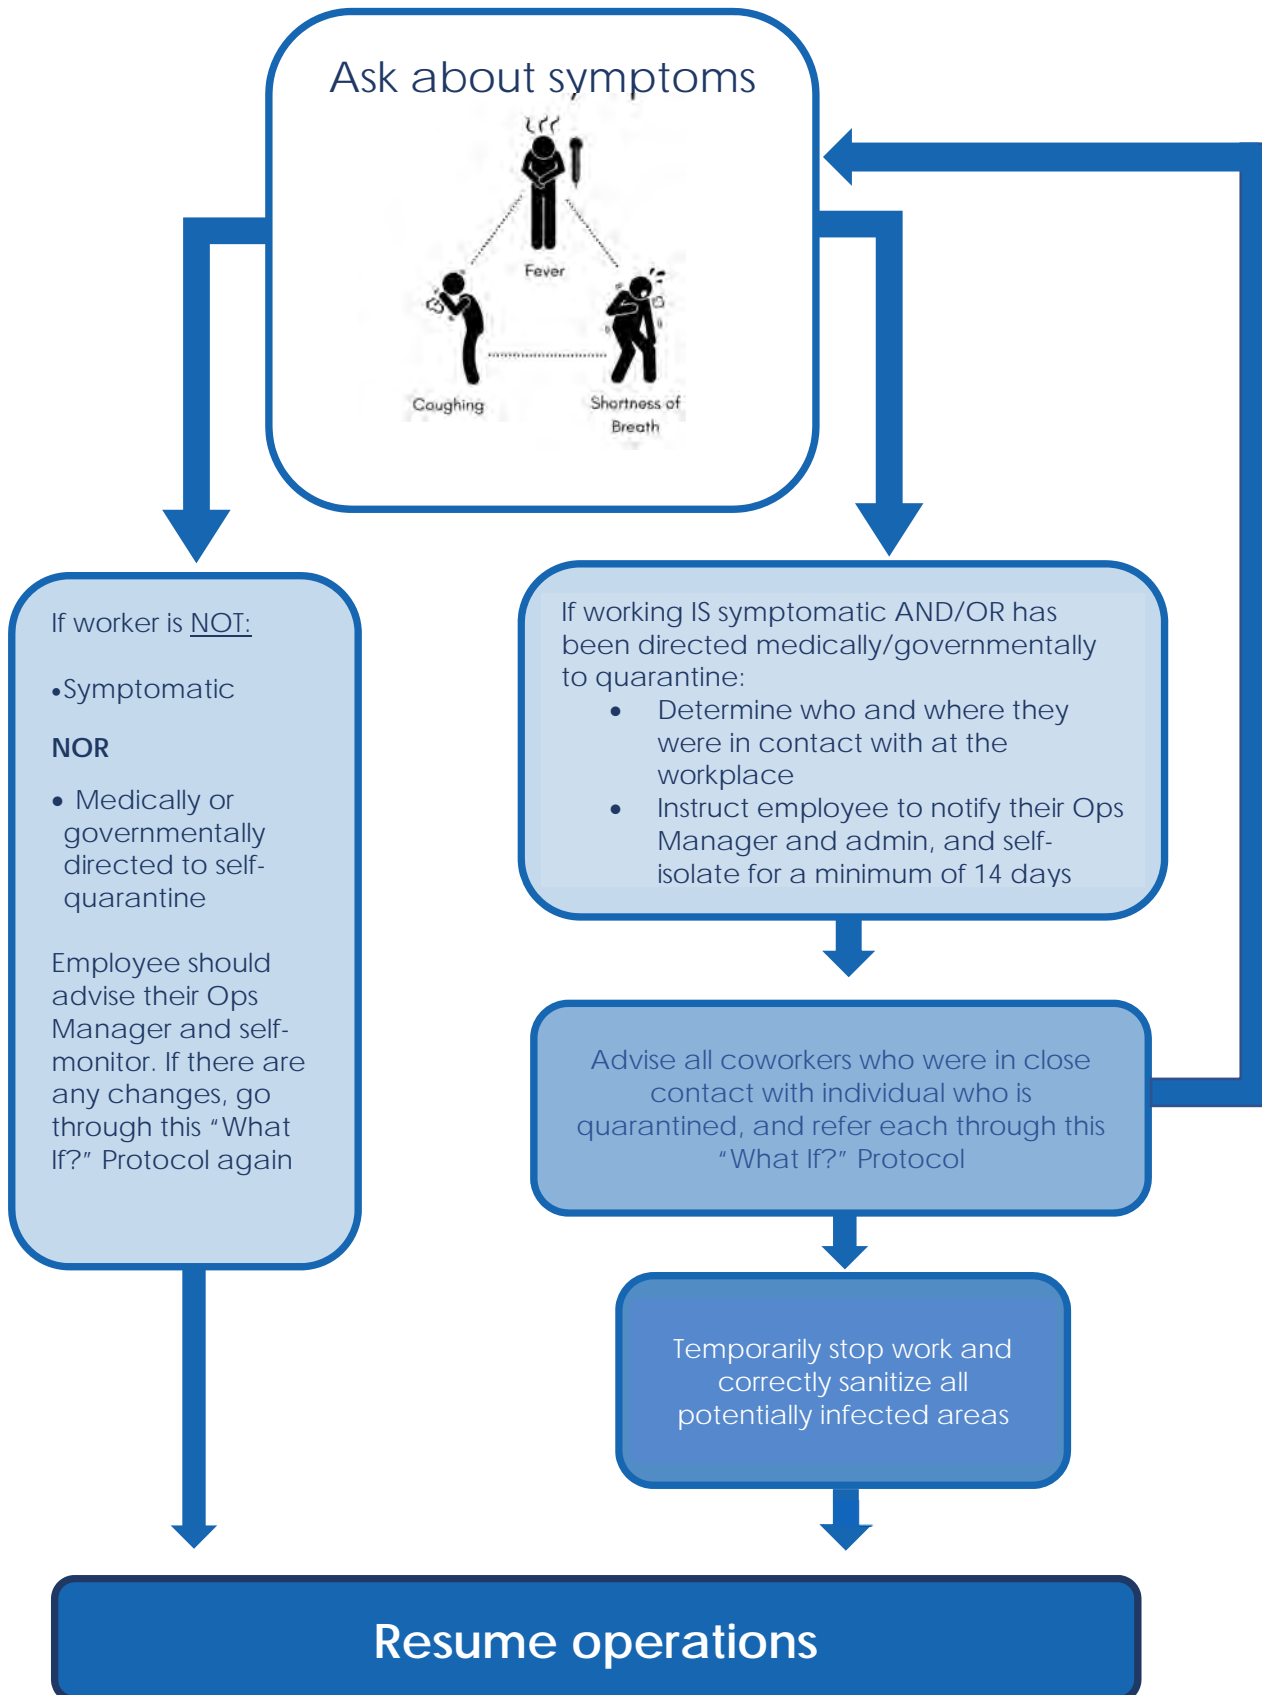 Ask about symptoms
Fever
Coughing
Shortness of
Breath
If worker is NOT:
•Symptomatic
NOR
• Medically or
governmentally
directed to self-
quarantine
Employee should
advise their Ops
Manager and self-
monitor. If there are
any changes, go
through this “What
If?” Protocol again
If working IS symptomatic AND/OR has
been directed medically/governmentally
to quarantine:
• Determine who and where they
were in contact with at the
workplace
• Instruct employee to notify their Ops
Manager and admin, and self-
isolate for a minimum of 14 days
Advise all coworkers who were in close
contact with individual who is
quarantined, and refer each through this
“What If?” Protocol
Temporarily stop work and
correctly sanitize all
potentially infected areas
Resume operations